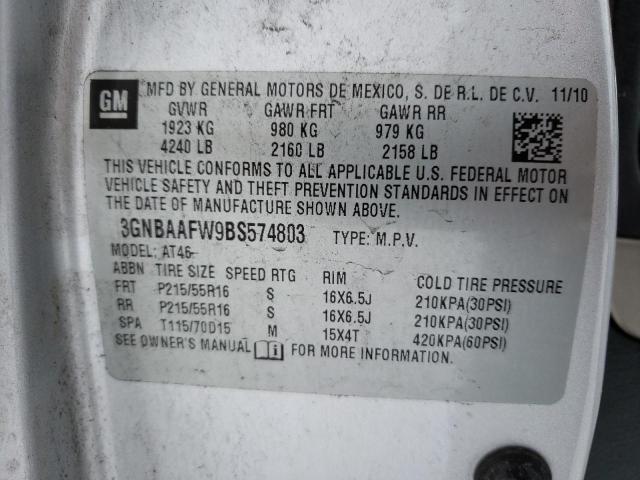 GM MFD BY GENERAL MOTORS DE MEXICO, S. DE R.L. DE C.V. 11/10
GVWR GAWR FRT GAWR RR
1923 KG 980 KG 979 KG
4240 LB 2160 LB 2158 LB
THIS VEHICLE CONFORMS TO ALL APPLICABLE U.S. FEDERAL MOTOR
VEHICLE SAFETY AND THEFT PREVENTION STANDARDS IN EFFECT ON
THE DATE OF MANUFACTURE SHOWN ABOVE.
3GNBAAFW9BS574803 TYPE: M.P.V.
MODEL: AT46
ABBN TIRE SIZE SPEED RTG RIM COLD TIRE PRESSURE
FRT P215/55R16 S 16X6.5J 210KPA(30PSI)
RR P215/55R16 S 16X6.5J 210KPA(30PSI)
SPA T115/70D15 M 15X4T 420KPA(60PSI)
SEE OWNER'S MANUAL FOR MORE INFORMATION.